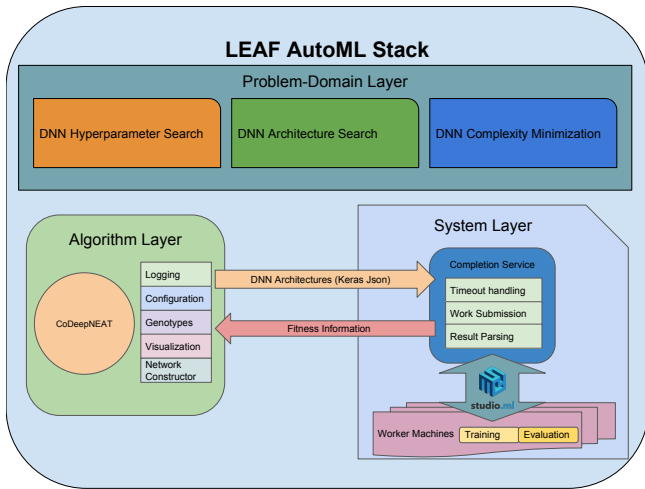 LEAF AutoML Stack
Problem-Domain Layer
DNN Hyperparameter Search
DNN Architecture Search
DNN Complexity Minimization
Algorithm Layer
CoDeepNEAT
Logging
Configuration
Genotypes
Visualization
Network
Constructor
DNN Architectures (Keras Json)
Fitness Information
System Layer
Completion Service
Timeout handling
Work Submission
Result Parsing
studio.ml
Worker Machines
Training
Evaluation